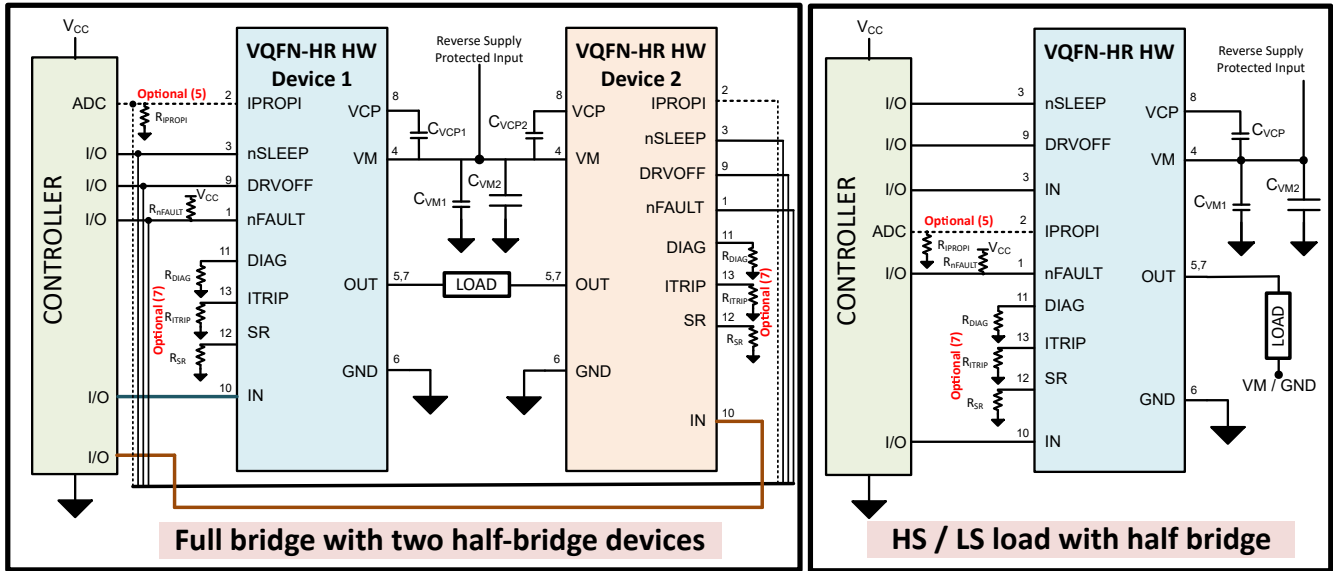 VCC
CONTROLLER
ADC
I/O
I/O
I/O
I/O
I/O
Optional (5)
RIPROPI
VCC
RnFAULT
RDIAG
RITRIP
RSR
Optional (7)
2
3
9
1
11
13
12
10
VQFN-HR HW
Device 1
IPROPI
nSLEEP
DRVOFF
nFAULT
DIAG
ITRIP
SR
IN
VCP
VM
OUT
GND
8
4
5,7
6
Reverse Supply
Protected Input
CVCP1
CVCP2
CVM1
CVM2
LOAD
8
4
5,7
6
VQFN-HR HW
Device 2
VCP
VM
OUT
GND
IPROPI
nSLEEP
DRVOFF
nFAULT
DIAG
ITRIP
SR
IN
2
3
9
1
11
13
12
10
RDIAG
RITRIP
RSR
Optional (7)
Full bridge with two half-bridge devices
VCC
CONTROLLER
I/O
I/O
I/O
ADC
I/O
I/O
3
9
3
Optional (5)
2
RIPROPI
VCC
RnFAULT
1
11
RDIAG
13
RITRIP
12
RSR
Optional (7)
10
VQFN-HR HW
nSLEEP
DRVOFF
IN
IPROPI
nFAULT
DIAG
ITRIP
SR
IN
VCP
VM
OUT
GND
8
4
5,7
6
Reverse Supply
Protected Input
CVCP
CVM1
CVM2
LOAD
VM / GND
HS / LS load with half bridge